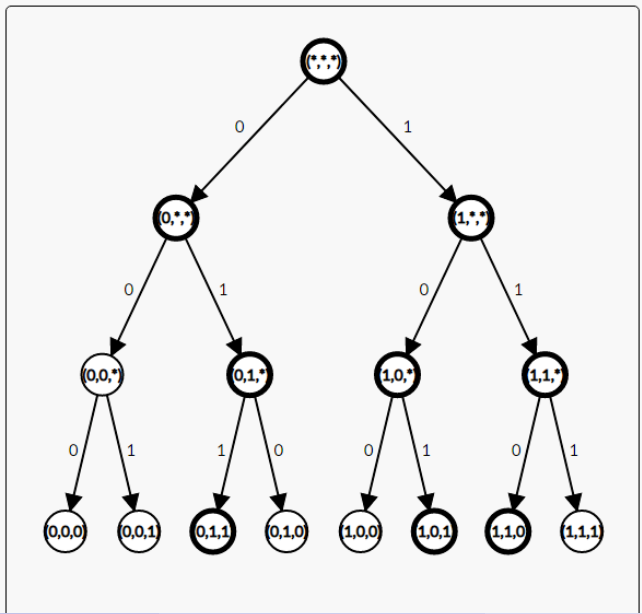 (*,*,*)
0 1
(0,*,*) (1,*,*)
0 1 0 1
(0,0,*) (0,1,*) (1,0,*) (1,1,*)
0 1 1 0 0 1 0 1
(0,0,0) (0,0,1) (0,1,1) (0,1,0) (1,0,0) (1,0,1) (1,1,0) (1,1,1)